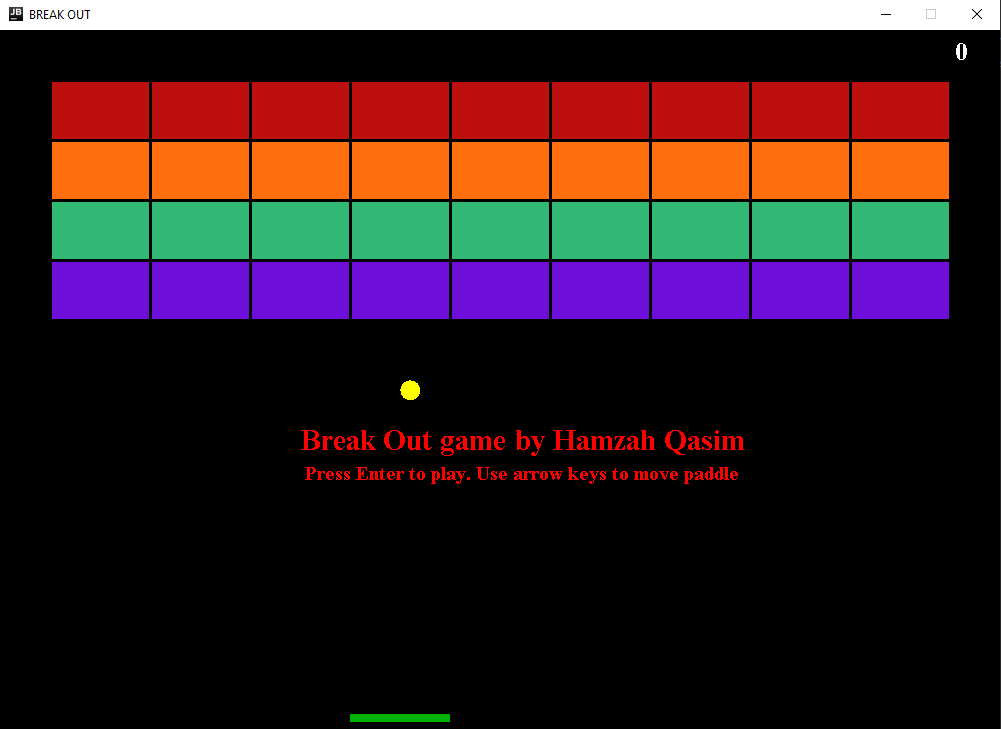 JB
BREAK OUT
0
Break Out game by Hamzah Qasim
Press Enter to play. Use arrow keys to move paddle